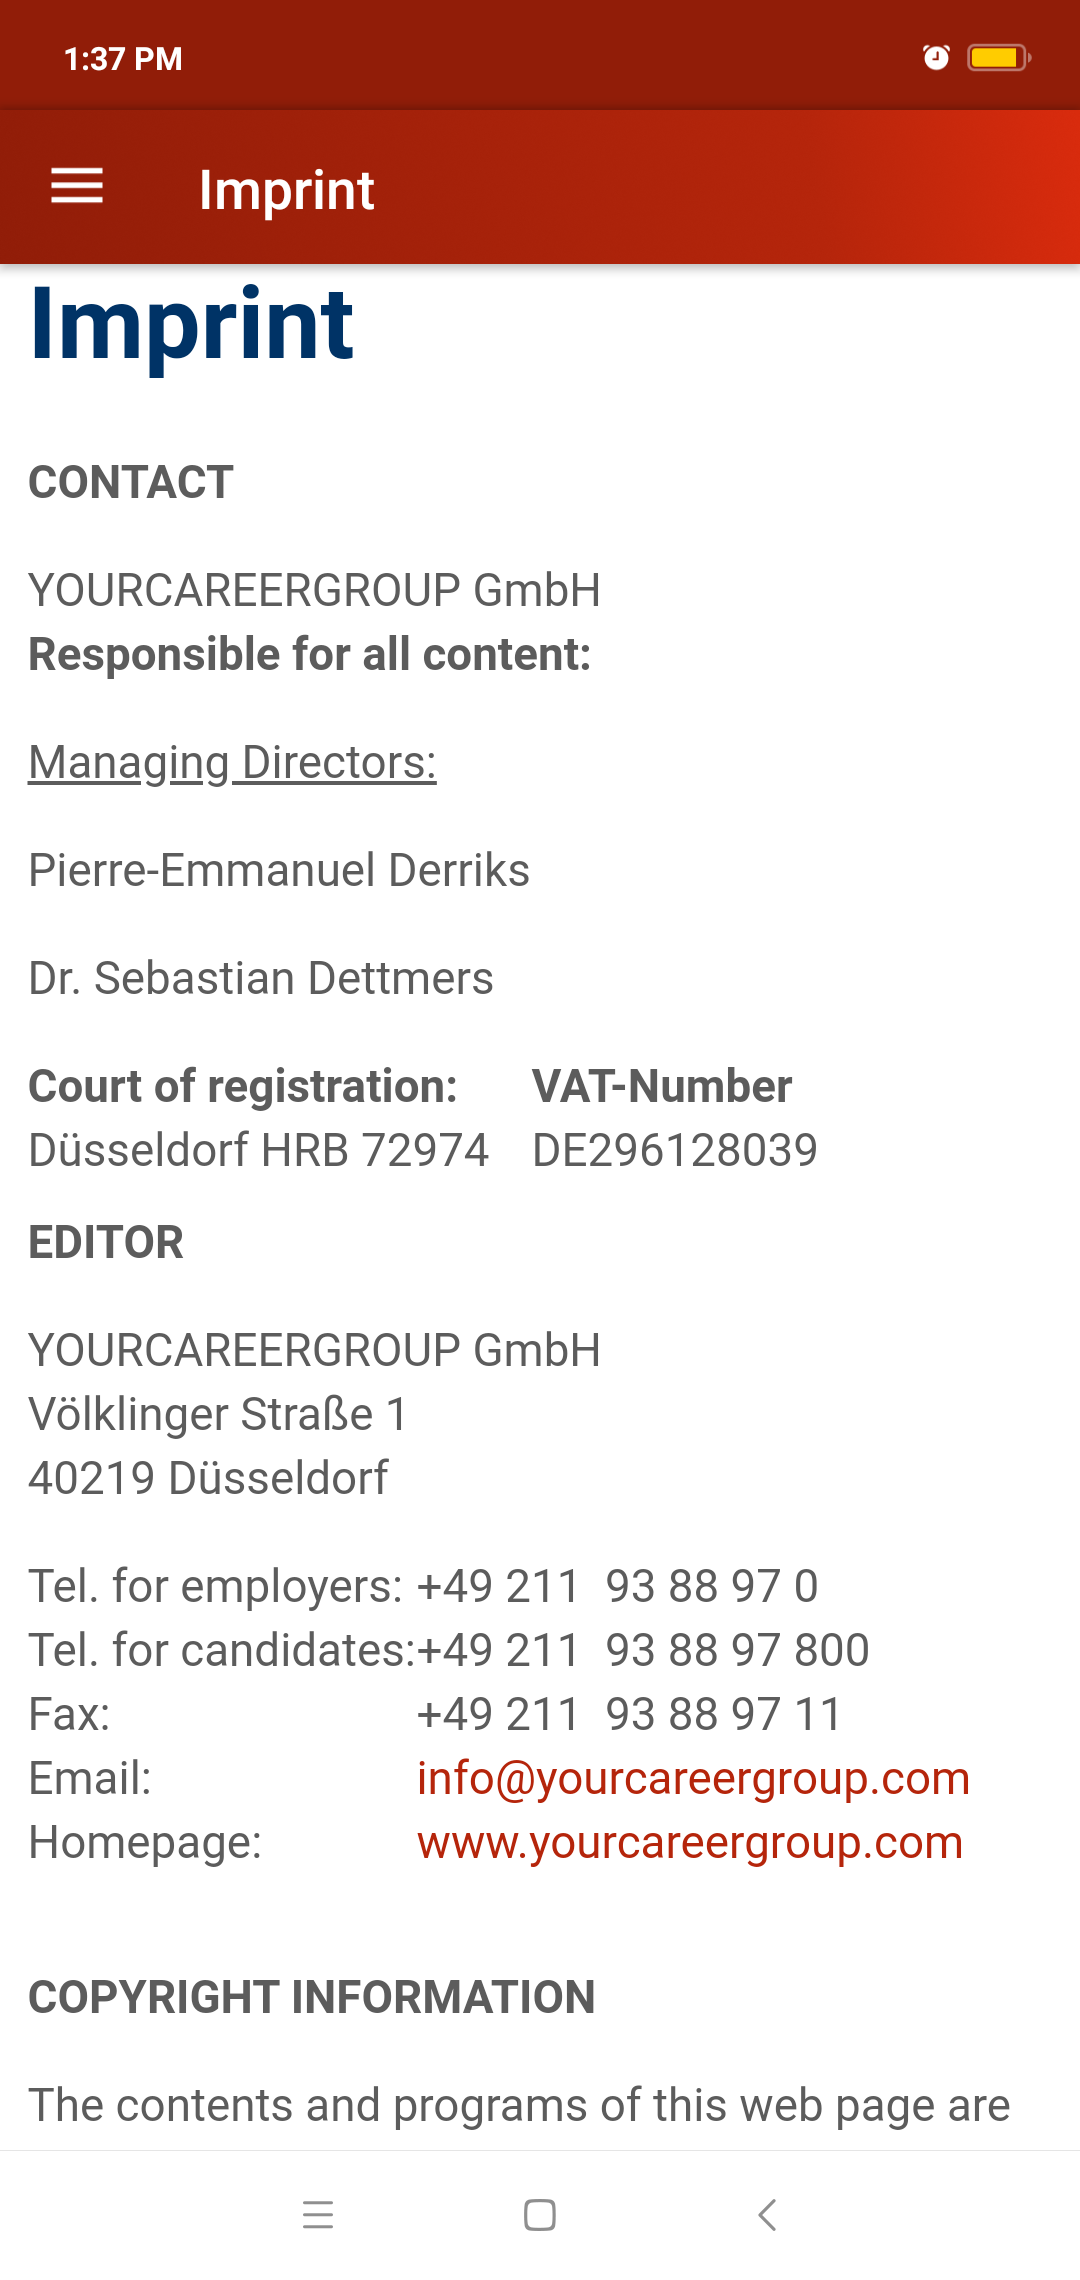 1:37 PM
Imprint
Imprint
CONTACT
YOURCAREERGROUP GmbH
Responsible for all content:
Managing Directors:
Pierre-Emmanuel Derriks
Dr. Sebastian Dettmers
Court of registration: VAT-Number
Düsseldorf HRB 72974 DE296128039
EDITOR
YOURCAREERGROUP GmbH
Völklinger Straße 1
40219 Düsseldorf
Tel. for employers: +49 211  93 88 97 0
Tel. for candidates:+49 211  93 88 97 800
Fax: +49 211  93 88 97 11
Email: info@yourcareergroup.com
Homepage: www.yourcareergroup.com
COPYRIGHT INFORMATION
The contents and programs of this web page are